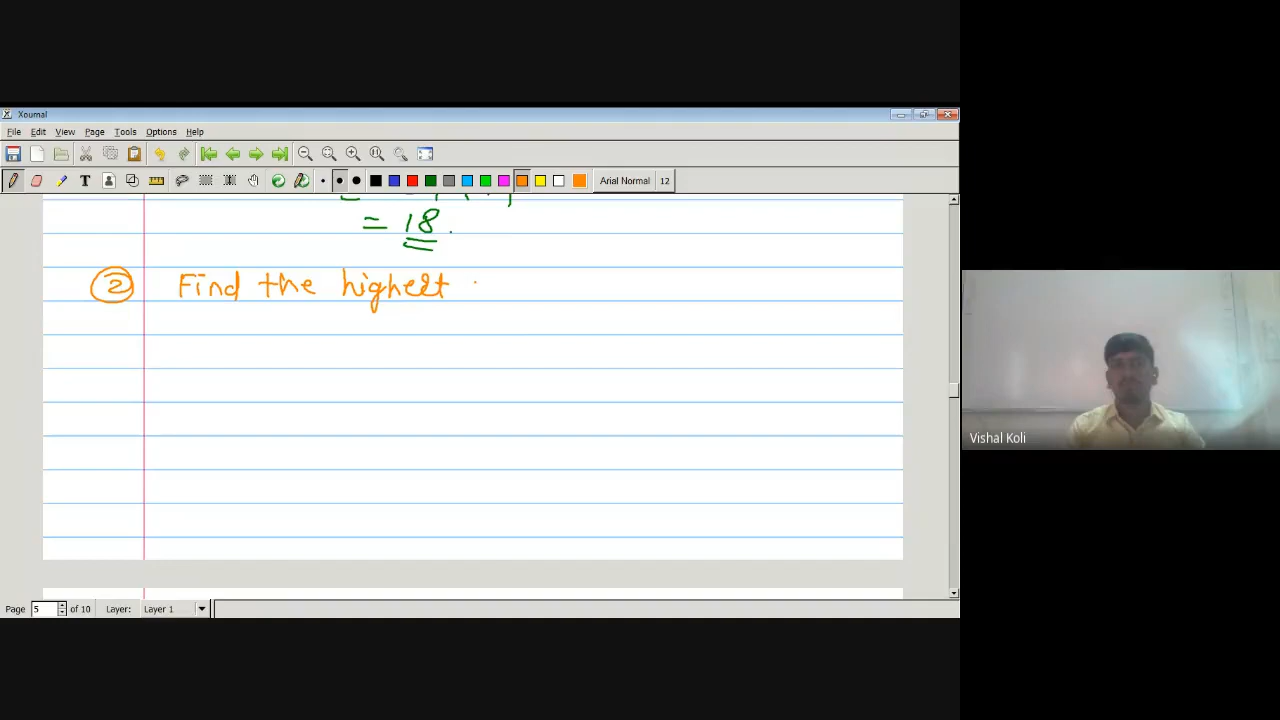 Xournal
File Edit View Page Tools Options Help
Arial Normal 12
= 18
② Find the highest
Vishal Koli
Page 5 of 10 Layer: Layer 1